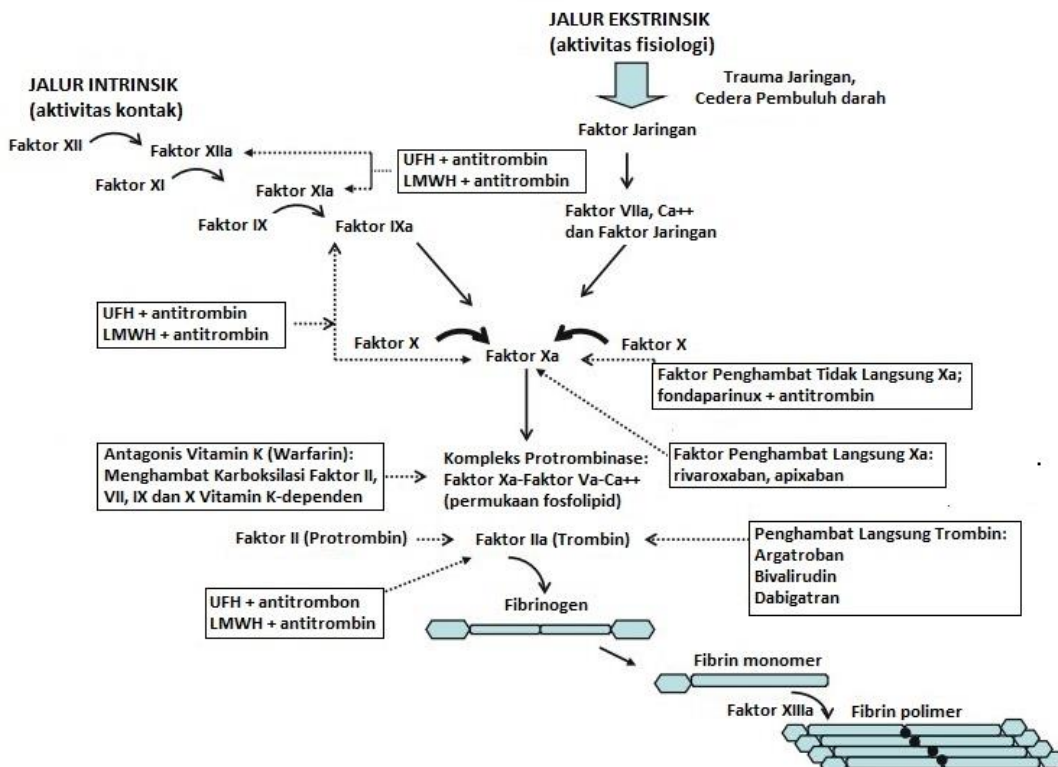 JALUR EKSTRINSIK
(aktivitas fisiologi)
Trauma Jaringan,
Cedera Pembuluh darah
JALUR INTRINSIK
(aktivitas kontak)
Faktor Jaringan
Faktor XII
Faktor XIIa
UFH + antitrombin
LMWH + antitrombin
Faktor XI
Faktor XIa
Faktor IX
Faktor IXa
Faktor VIIa, Ca++
dan Faktor Jaringan
UFH + antitrombin
LMWH + antitrombin
Faktor X
Faktor Xa
Faktor X
Faktor Penghambat Tidak Langsung Xa;
fondaparinux + antitrombin
Antagonis Vitamin K (Warfarin):
Menghambat Karboksilasi Faktor II,
VII, IX dan X Vitamin K-dependen
Kompleks Protrombinase:
Faktor Xa-Faktor Va-Ca++
(permukaan fosfolipid)
Faktor Penghambat Langsung Xa:
rivaroxaban, apixaban
Faktor II (Protrombin)
Faktor IIa (Trombin)
Penghambat Langsung Trombin:
Argatroban
Bivalirudin
Dabigatran
UFH + antitrombon
LMWH + antitrombin
Fibrinogen
Fibrin monomer
Faktor XIIIa
Fibrin polimer